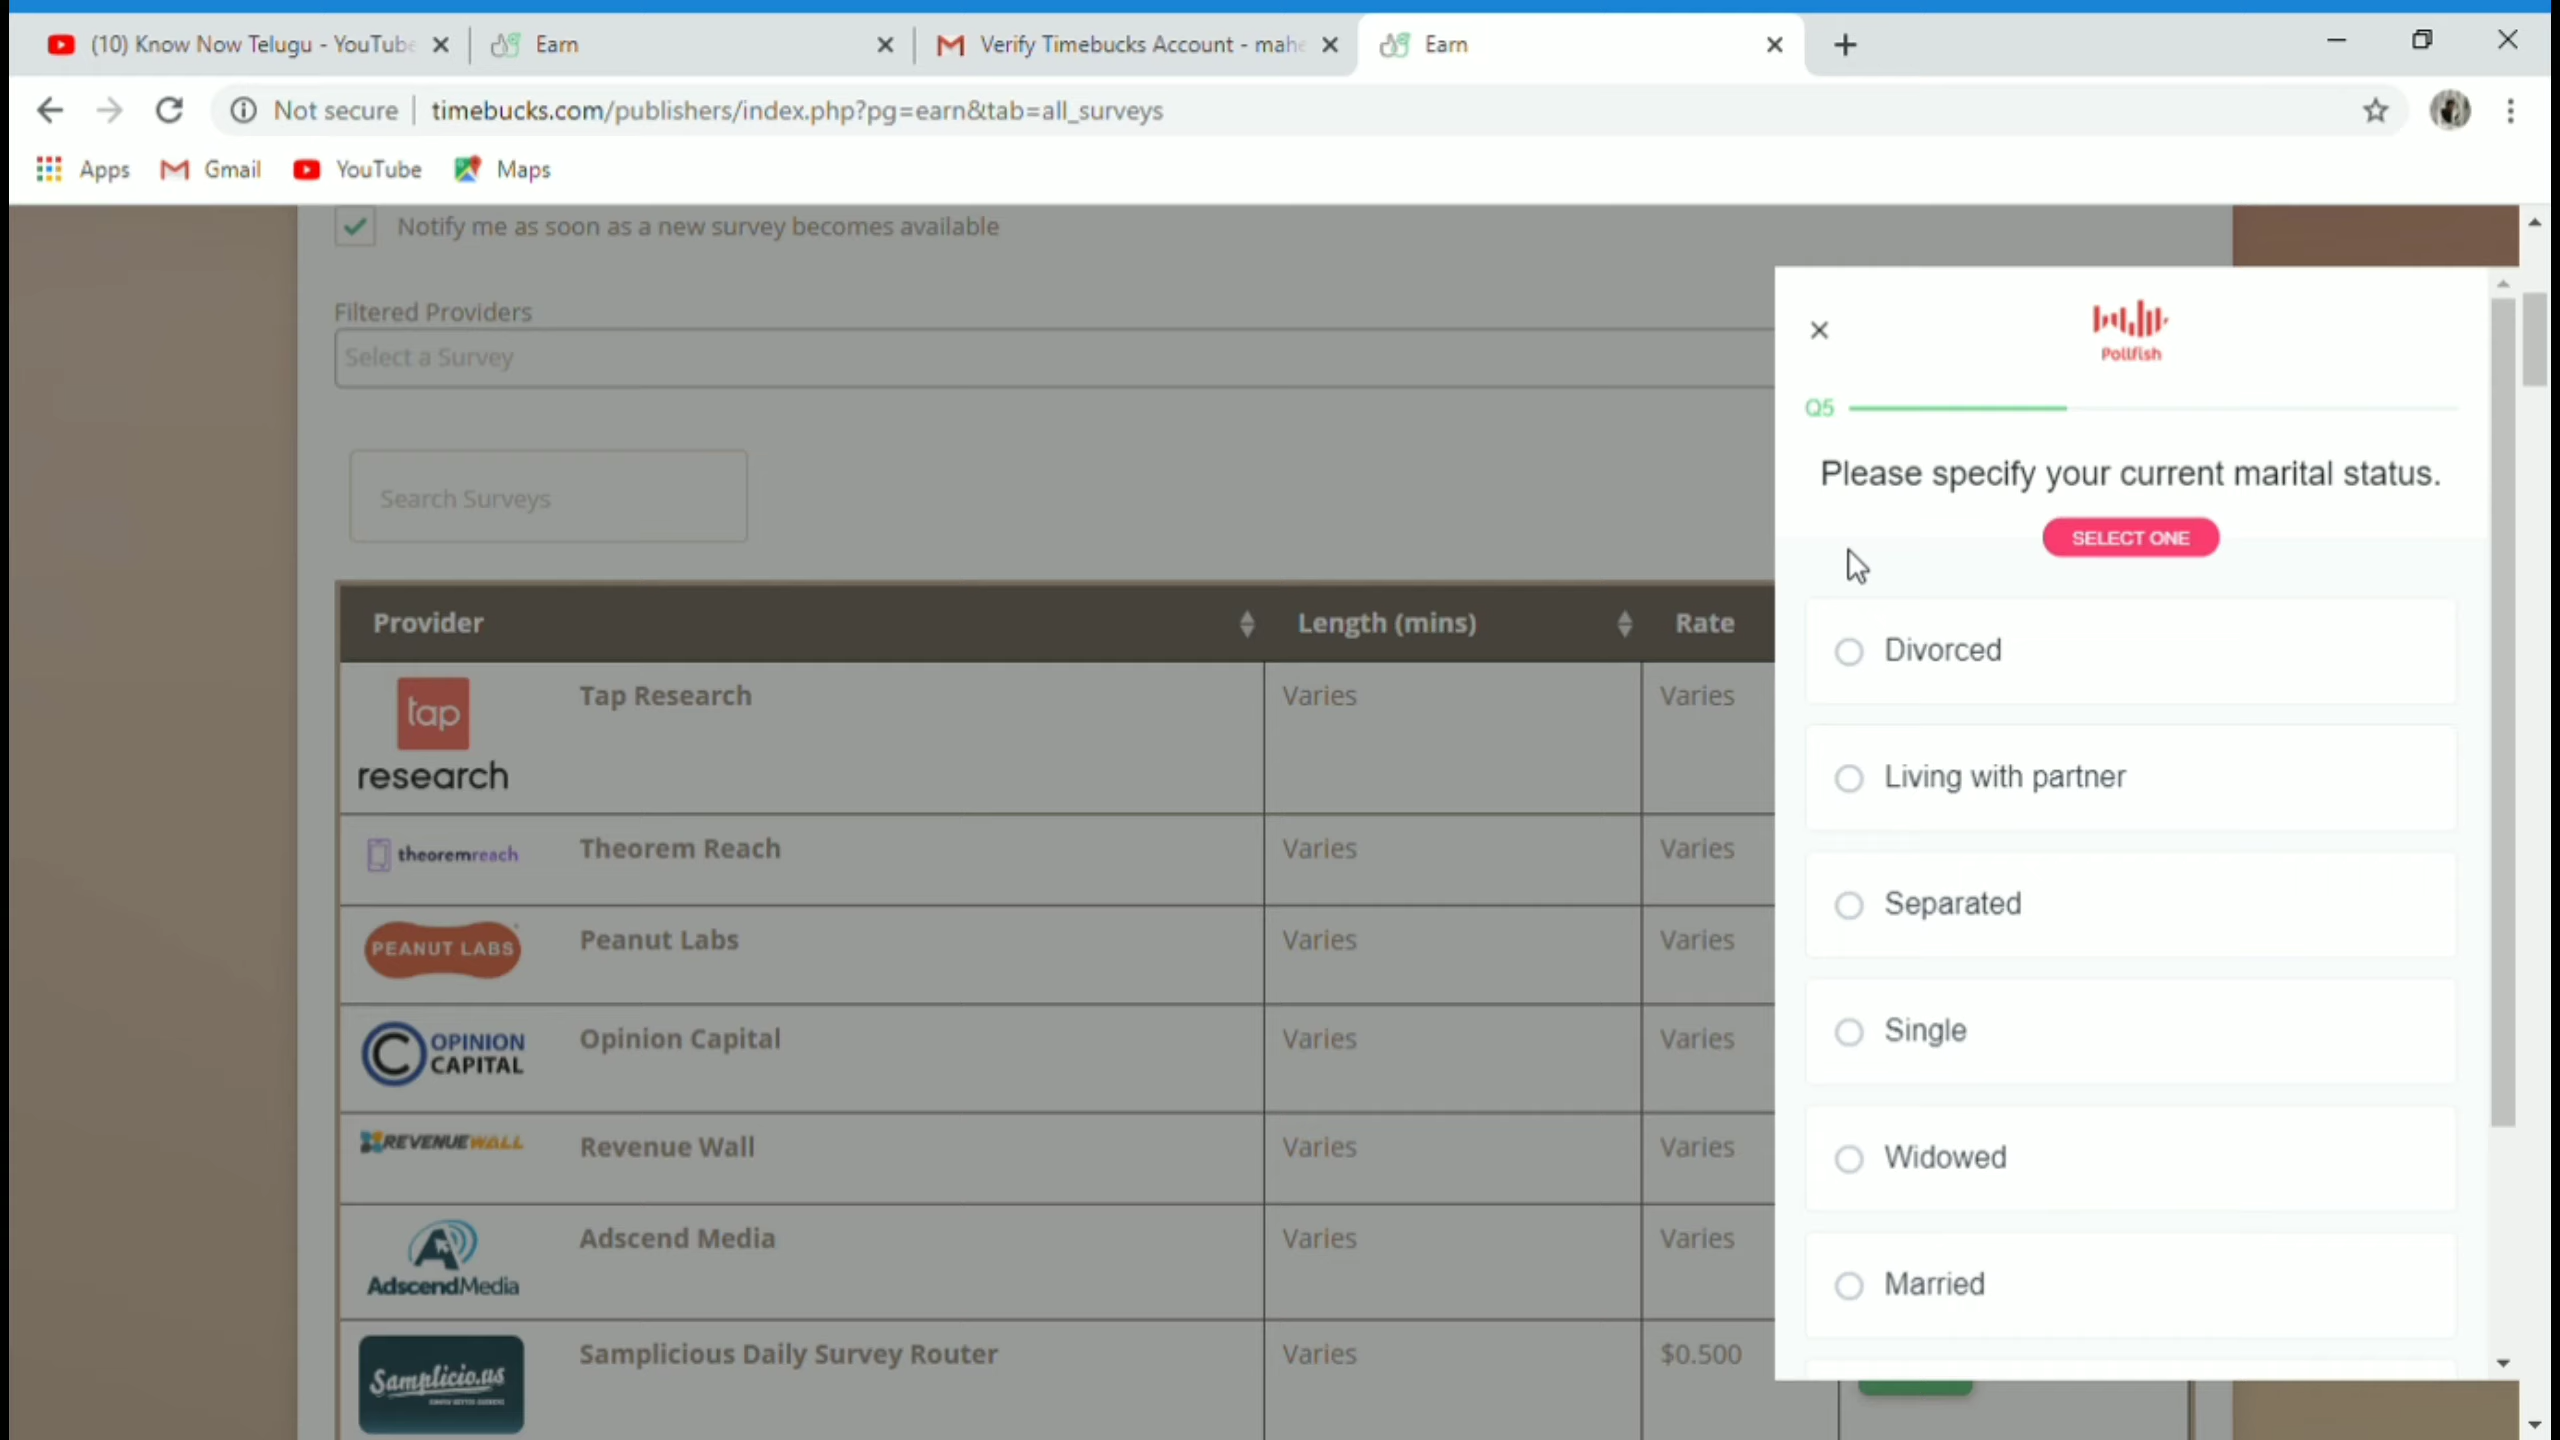 (10) Know Now Telugu - YouTube
Earn
Verify Timebucks Account - mahe
Earn
Not secure
timebucks.com/publishers/index.php?pg=earn&tab=all_surveys
Apps
Gmail
YouTube
Maps
Notify me as soon as a new survey becomes available
Filtered Providers
Select a Survey
Search Surveys
Provider
Length (mins)
Rate
tap
research
Tap Research
Varies
Varies
theoremreach
Theorem Reach
Varies
Varies
PEANUT LABS
Peanut Labs
Varies
Varies
OPINION
CAPITAL
Opinion Capital
Varies
Varies
REVENUEWALL
Revenue Wall
Varies
Varies
AdscendMedia
Adscend Media
Varies
Varies
Samplicio.us
Samplicious Daily Survey Router
Varies
$0.500
Pollfish
Q5
Please specify your current marital status.
SELECT ONE
Divorced
Living with partner
Separated
Single
Widowed
Married